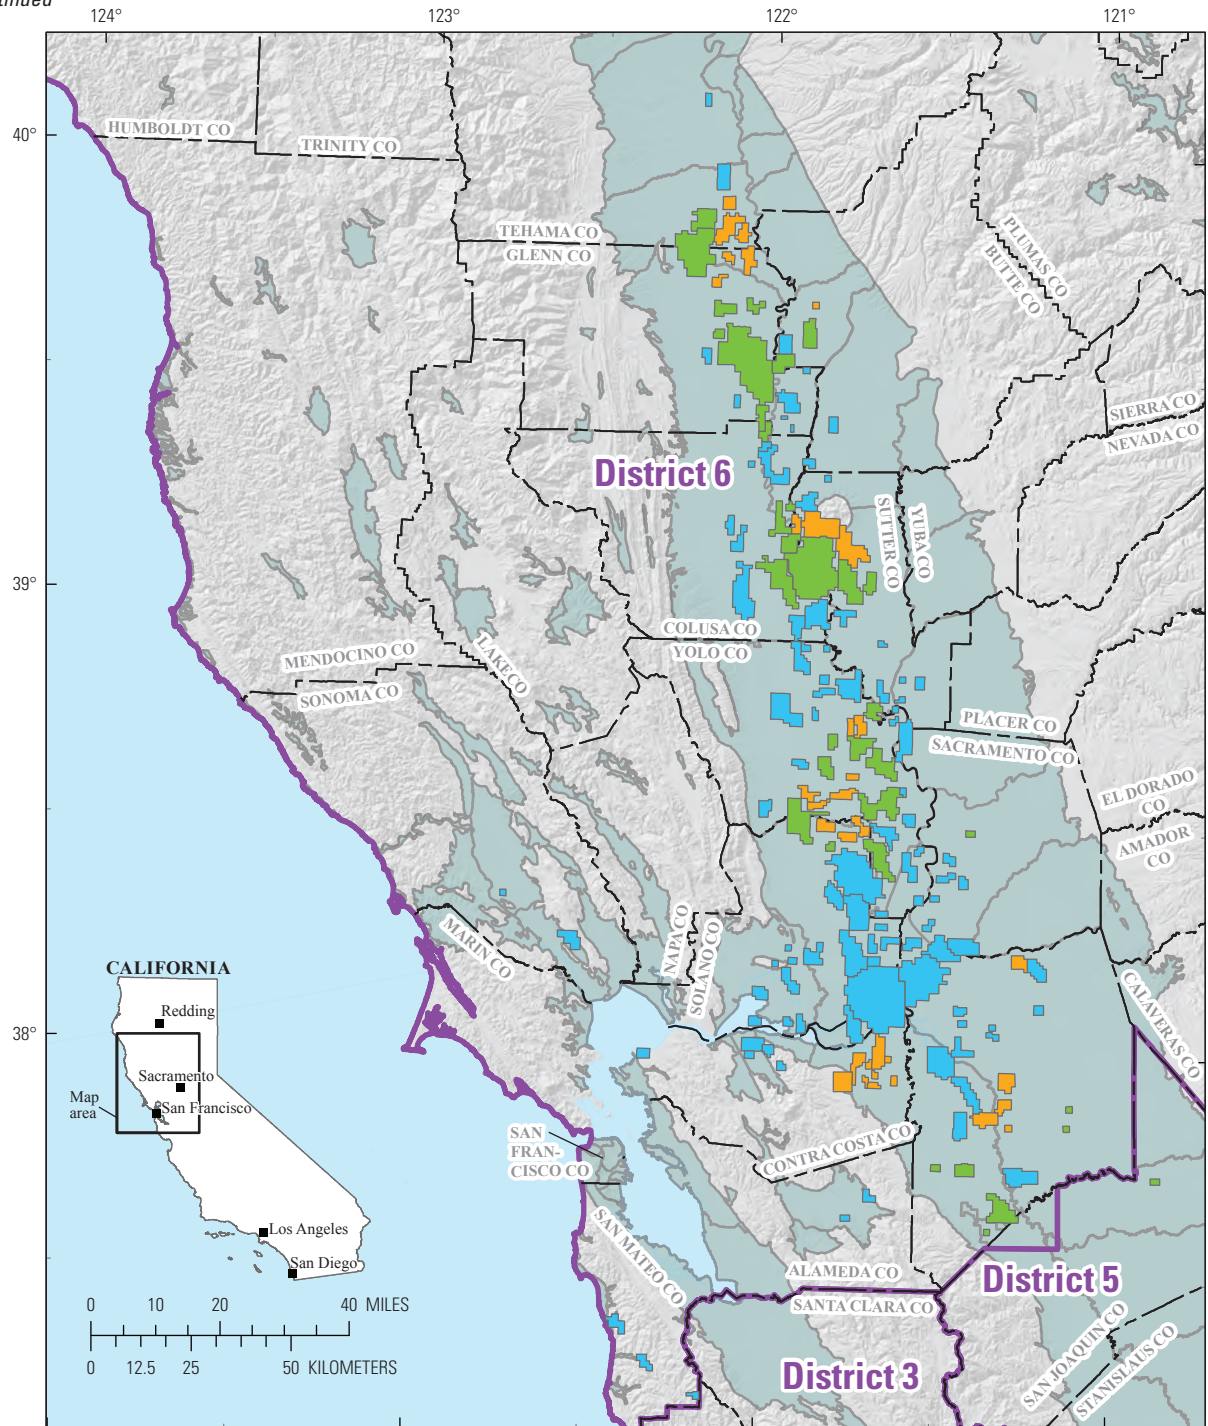 124°
123°
122°
121°
40°
HUMBOLDT CO
TRINITY CO
TEHAMA CO
GLENN CO
PLUMAS CO
BUTTE CO
SIERRA CO
NEVADA CO
District 6
SUTTER CO
YUBA CO
39°
COLUSA CO
YOLO CO
MENDOCINO CO
SONOMA CO
LAKE CO
PLACER CO
SACRAMENTO CO
EL DORADO
CO
AMADOR
CO
MARIN CO
NAPA CO
SOLANO CO
CALAVERAS CO
38°
CALIFORNIA
Redding
Sacramento
San Francisco
Map
area
Los Angeles
San Diego
SAN
FRAN-
CISCO CO
CONTRA COSTA CO
SAN MATEO CO
ALAMEDA CO
SANTA CLARA CO
District 5
District 3
SAN JOAQUIN CO
STANISLAUS CO
0 10 20 40 MILES
0 12.5 25 50 KILOMETERS